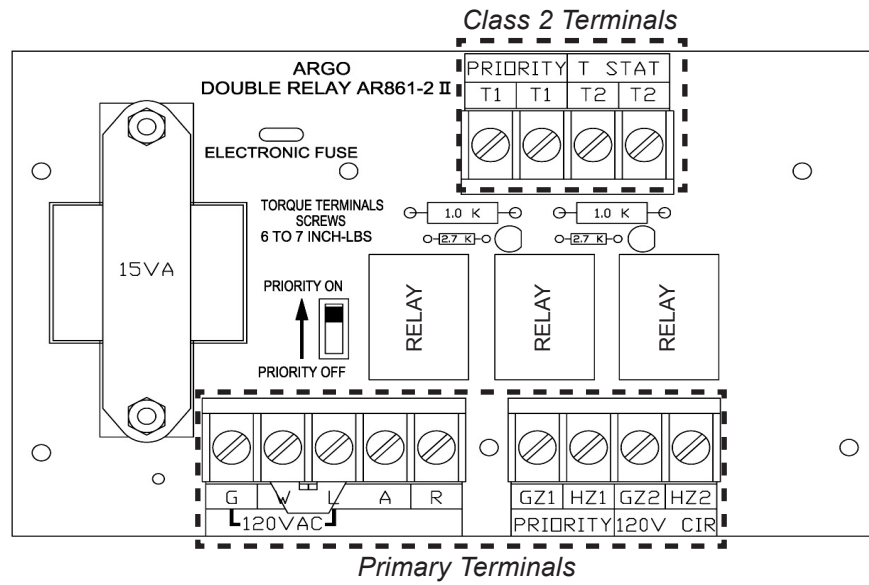 Class 2 Terminals
ARGO
DOUBLE RELAY AR861-2 II
PRIORITY T STAT
T1 T1 T2 T2
ELECTRONIC FUSE
TORQUE TERMINALS
SCREWS
6 TO 7 INCH-LBS
1.0 K 1.0 K
2.7 K 2.7 K
15VA
PRIORITY ON
RELAY RELAY RELAY
PRIORITY OFF
G W L A R GZ1 HZ1 GZ2 HZ2
120VAC PRIORITY 120V CIR
Primary Terminals